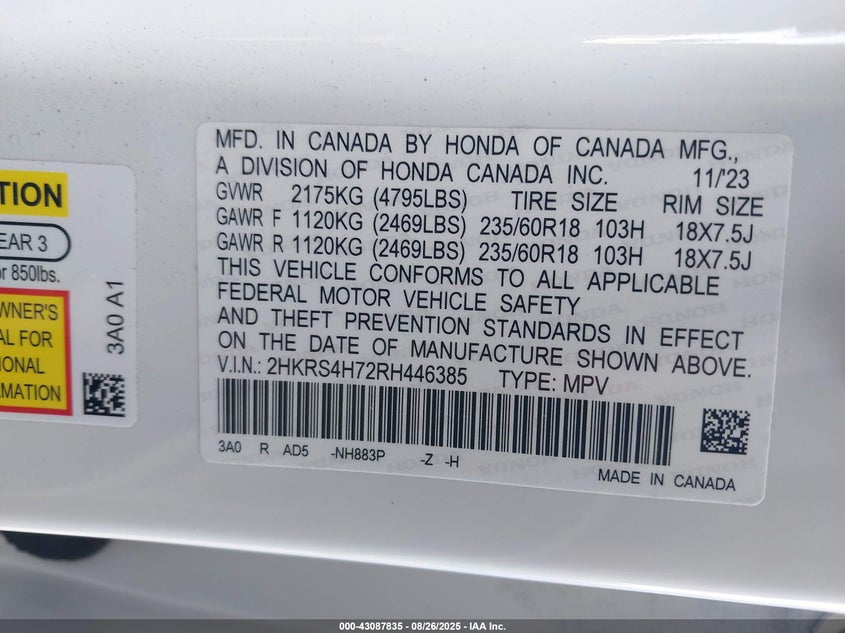 TION
EAR 3
or 850lbs.
WNER'S
AL FOR
IONAL
RMATION
3A0 A1
MFD. IN CANADA BY HONDA OF CANADA MFG.,
A DIVISION OF HONDA CANADA INC. 11/'23
GVWR 2175KG (4795LBS) TIRE SIZE RIM SIZE
GAWR F 1120KG (2469LBS) 235/60R18 103H 18X7.5J
GAWR R 1120KG (2469LBS) 235/60R18 103H 18X7.5J
THIS VEHICLE CONFORMS TO ALL APPLICABLE
FEDERAL MOTOR VEHICLE SAFETY
AND THEFT PREVENTION STANDARDS IN EFFECT
ON THE DATE OF MANUFACTURE SHOWN ABOVE.
V.I.N.: 2HKRS4H72RH446385 TYPE: MPV
3A0 R AD5 -NH883P -Z -H
MADE IN CANADA
000-43087835 - 08/26/2025 - IAA Inc.